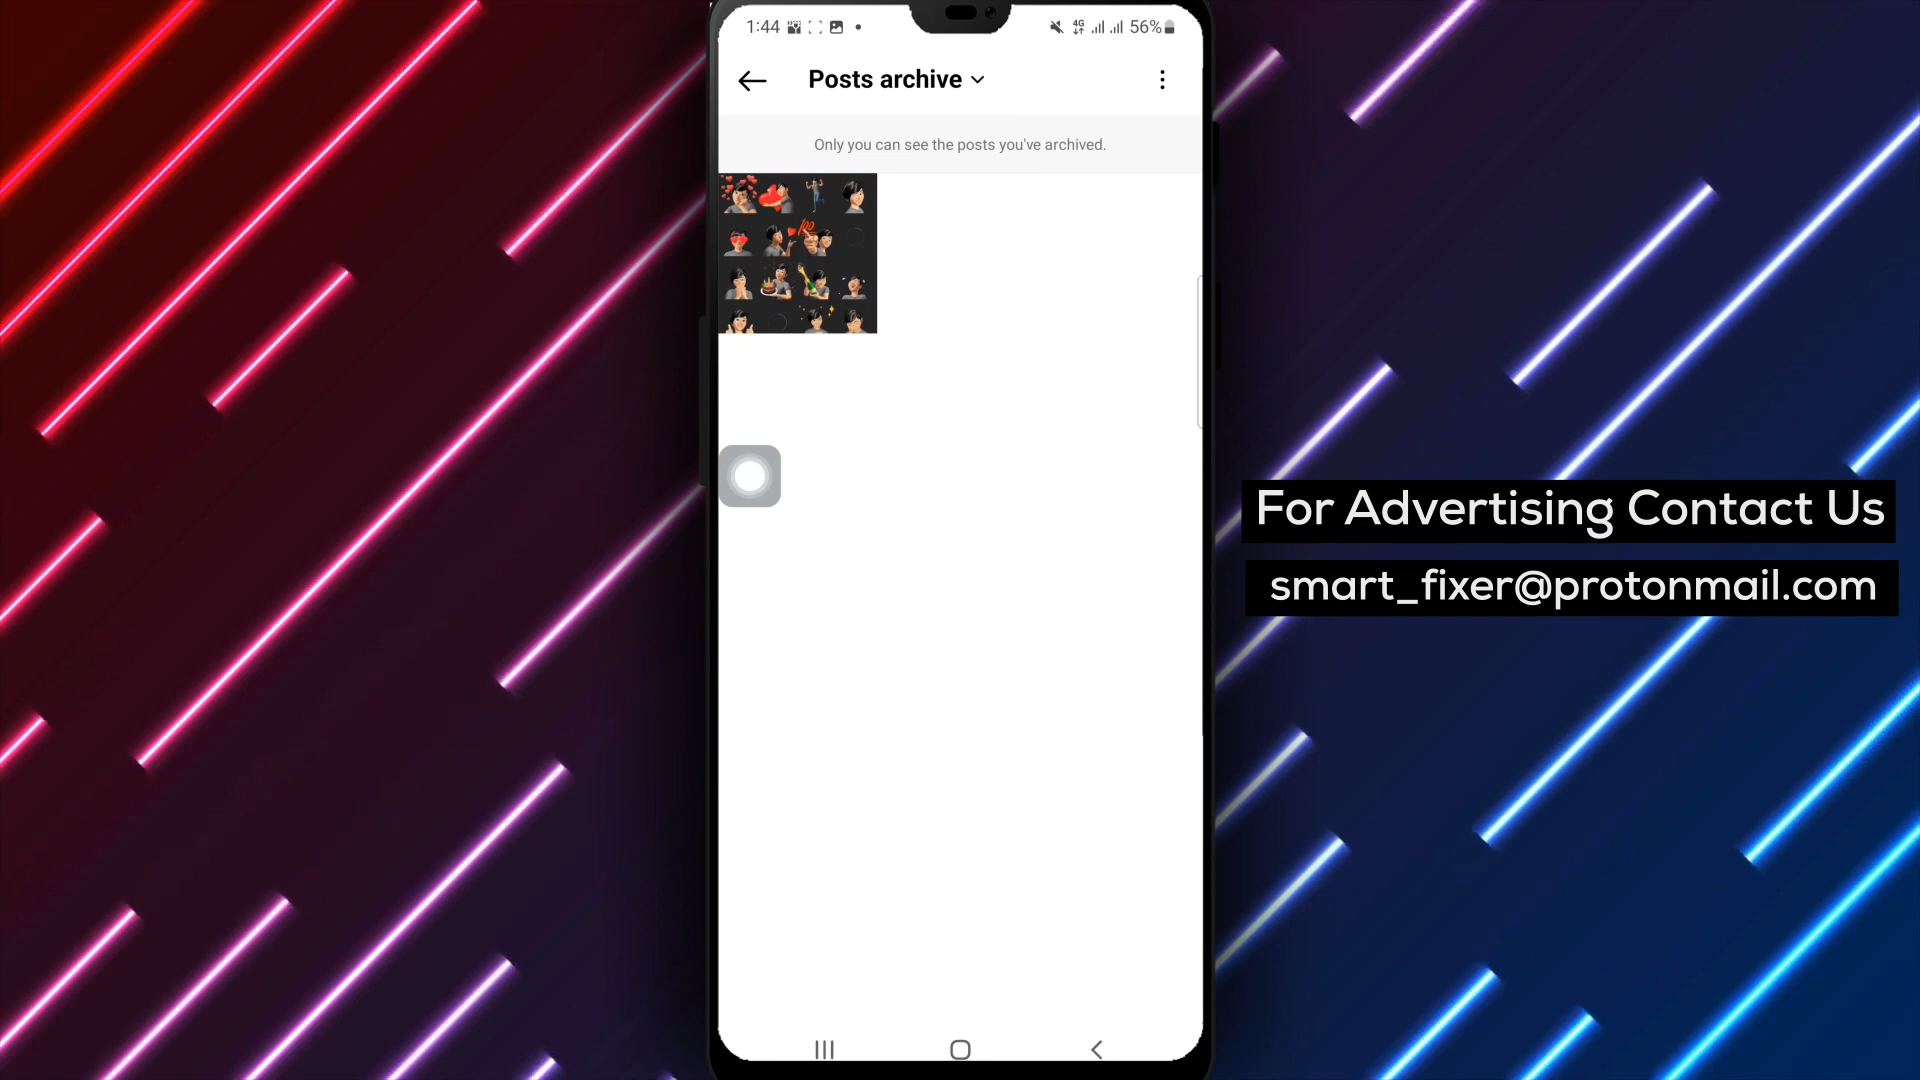 1:44
4G
56%
Posts archive
Only you can see the posts you've archived.
For Advertising Contact Us
smart_fixer@protonmail.com